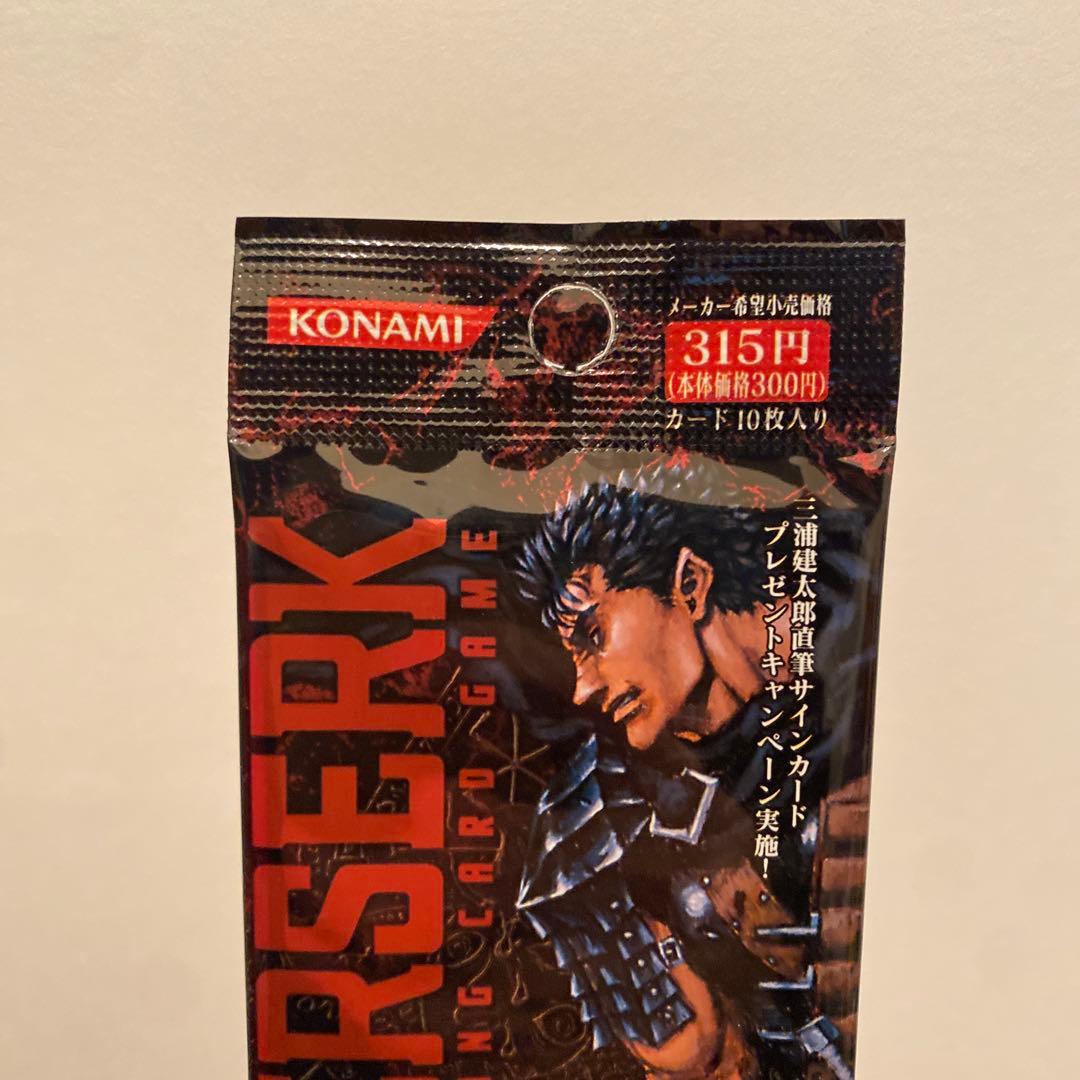 KONAMI
メーカー希望小売価格
315円
(本体価格300円)
カード10枚入り
三浦建太郎直筆サインカード
プレゼントキャンペーン実施!
RSERK
NG CARD GAME